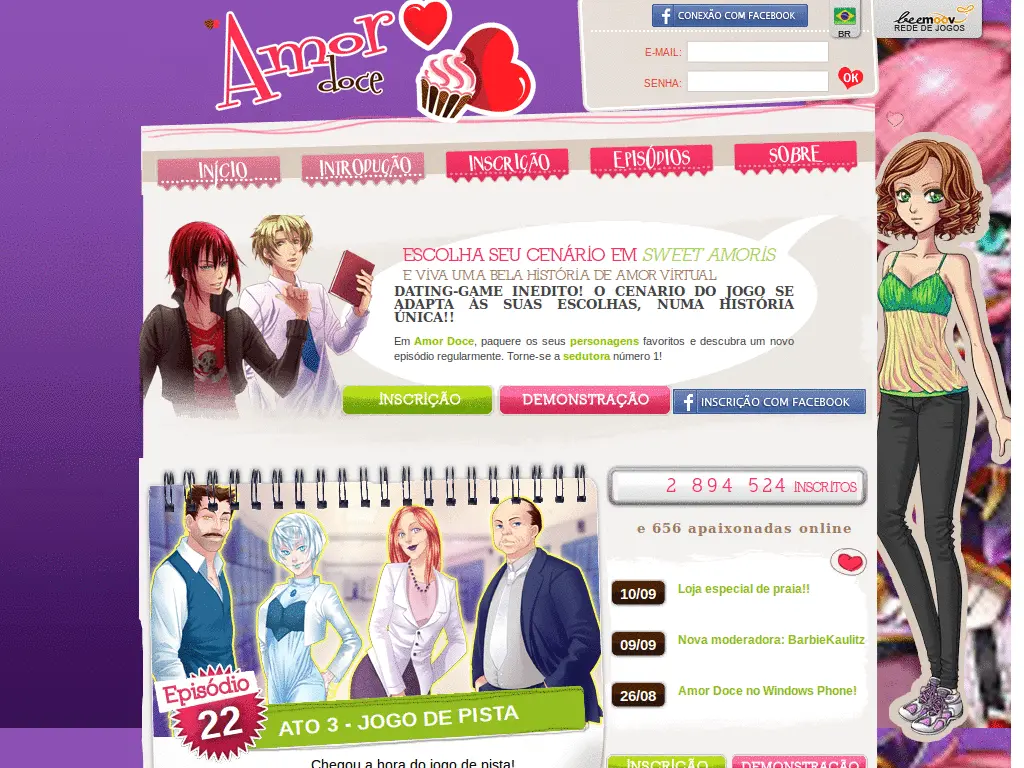 Amor
doce
CONEXÃO COM FACEBOOK
BR
beemoov
REDE DE JOGOS
E-MAIL:
SENHA:
OK
INÍCIO
INTRODUÇÃO
INSCRIÇÃO
EPISÓDIOS
SOBRE
ESCOLHA SEU CENÁRIO EM SWEET AMORIS
E VIVA UMA BELA HISTÓRIA DE AMOR VIRTUAL
DATING-GAME INEDITO! O CENARIO DO JOGO SE
ADAPTA ÀS SUAS ESCOLHAS, NUMA HISTÓRIA
ÚNICA!!
Em Amor Doce, paquere os seus personagens favoritos e descubra um novo
episódio regularmente. Torne-se a sedutora número 1!
INSCRIÇÃO
DEMONSTRAÇÃO
INSCRIÇÃO COM FACEBOOK
2 894 524 INSCRITOS
e 656 apaixonadas online
10/09 Loja especial de praia!!
09/09 Nova moderadora: BarbieKaulitz
26/08 Amor Doce no Windows Phone!
Episódio
22
ATO 3 - JOGO DE PISTA
Chegou a hora do jogo de pista!
INSCRIÇÃO
DEMONSTRAÇÃO